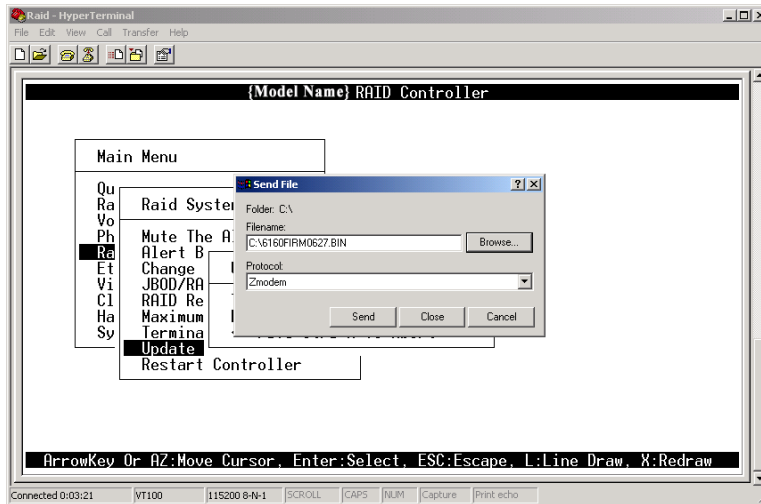 Raid - HyperTerminal
File Edit View Call Transfer Help
{Model Name} RAID Controller
Main Menu
Qu
Ra
Vo
Ph
Ra
Et
Vi
Cl
Ha
Sy
Raid System
Mute The Al
Alert B
Change
JBOD/RA
RAID Re
Maximum
Termina
Update
Restart Controller
Send File
Folder: C:\
Filename:
C:\6160FIRM0627.BIN
Browse...
Protocol:
Zmodem
Send Close Cancel
ArrowKey Or AZ:Move Cursor, Enter:Select, ESC:Escape, L:Line Draw, X:Redraw
Connected 0:03:21 VT100 115200 8-N-1 SCROLL CAPS NUM Capture Print echo